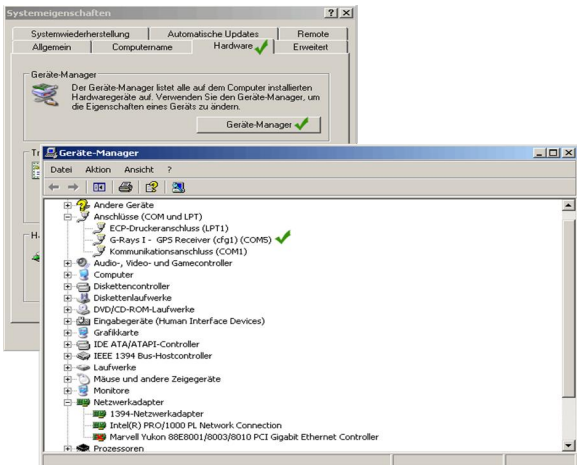 Systemeigenschaften
Systemwiederherstellung Automatische Updates Remote
Allgemein Computername Hardware Erweitert
Geräte-Manager
Der Geräte-Manager listet alle auf dem Computer installierten
Hardwaregeräte auf. Verwenden Sie den Geräte-Manager, um
die Eigenschaften eines Geräts zu ändern.
Geräte-Manager
Geräte-Manager
Datei Aktion Ansicht ?
Andere Geräte
Anschlüsse (COM und LPT)
ECP-Druckeranschluss (LPT1)
G-Rays I - GPS Receiver (cfg1) (COM5)
Kommunikationsanschluss (COM1)
Audio-, Video- und Gamecontroller
Computer
Diskettencontroller
Diskettenlaufwerke
DVD/CD-ROM-Laufwerke
Eingabegeräte (Human Interface Devices)
Grafikkarte
IDE ATA/ATAPI-Controller
IEEE 1394 Bus-Hostcontroller
Laufwerke
Mäuse und andere Zeigegeräte
Monitore
Netzwerkadapter
1394-Netzwerkadapter
Intel(R) PRO/1000 PL Network Connection
Marvell Yukon 88E8001/8003/8010 PCI Gigabit Ethernet Controller
Prozessoren